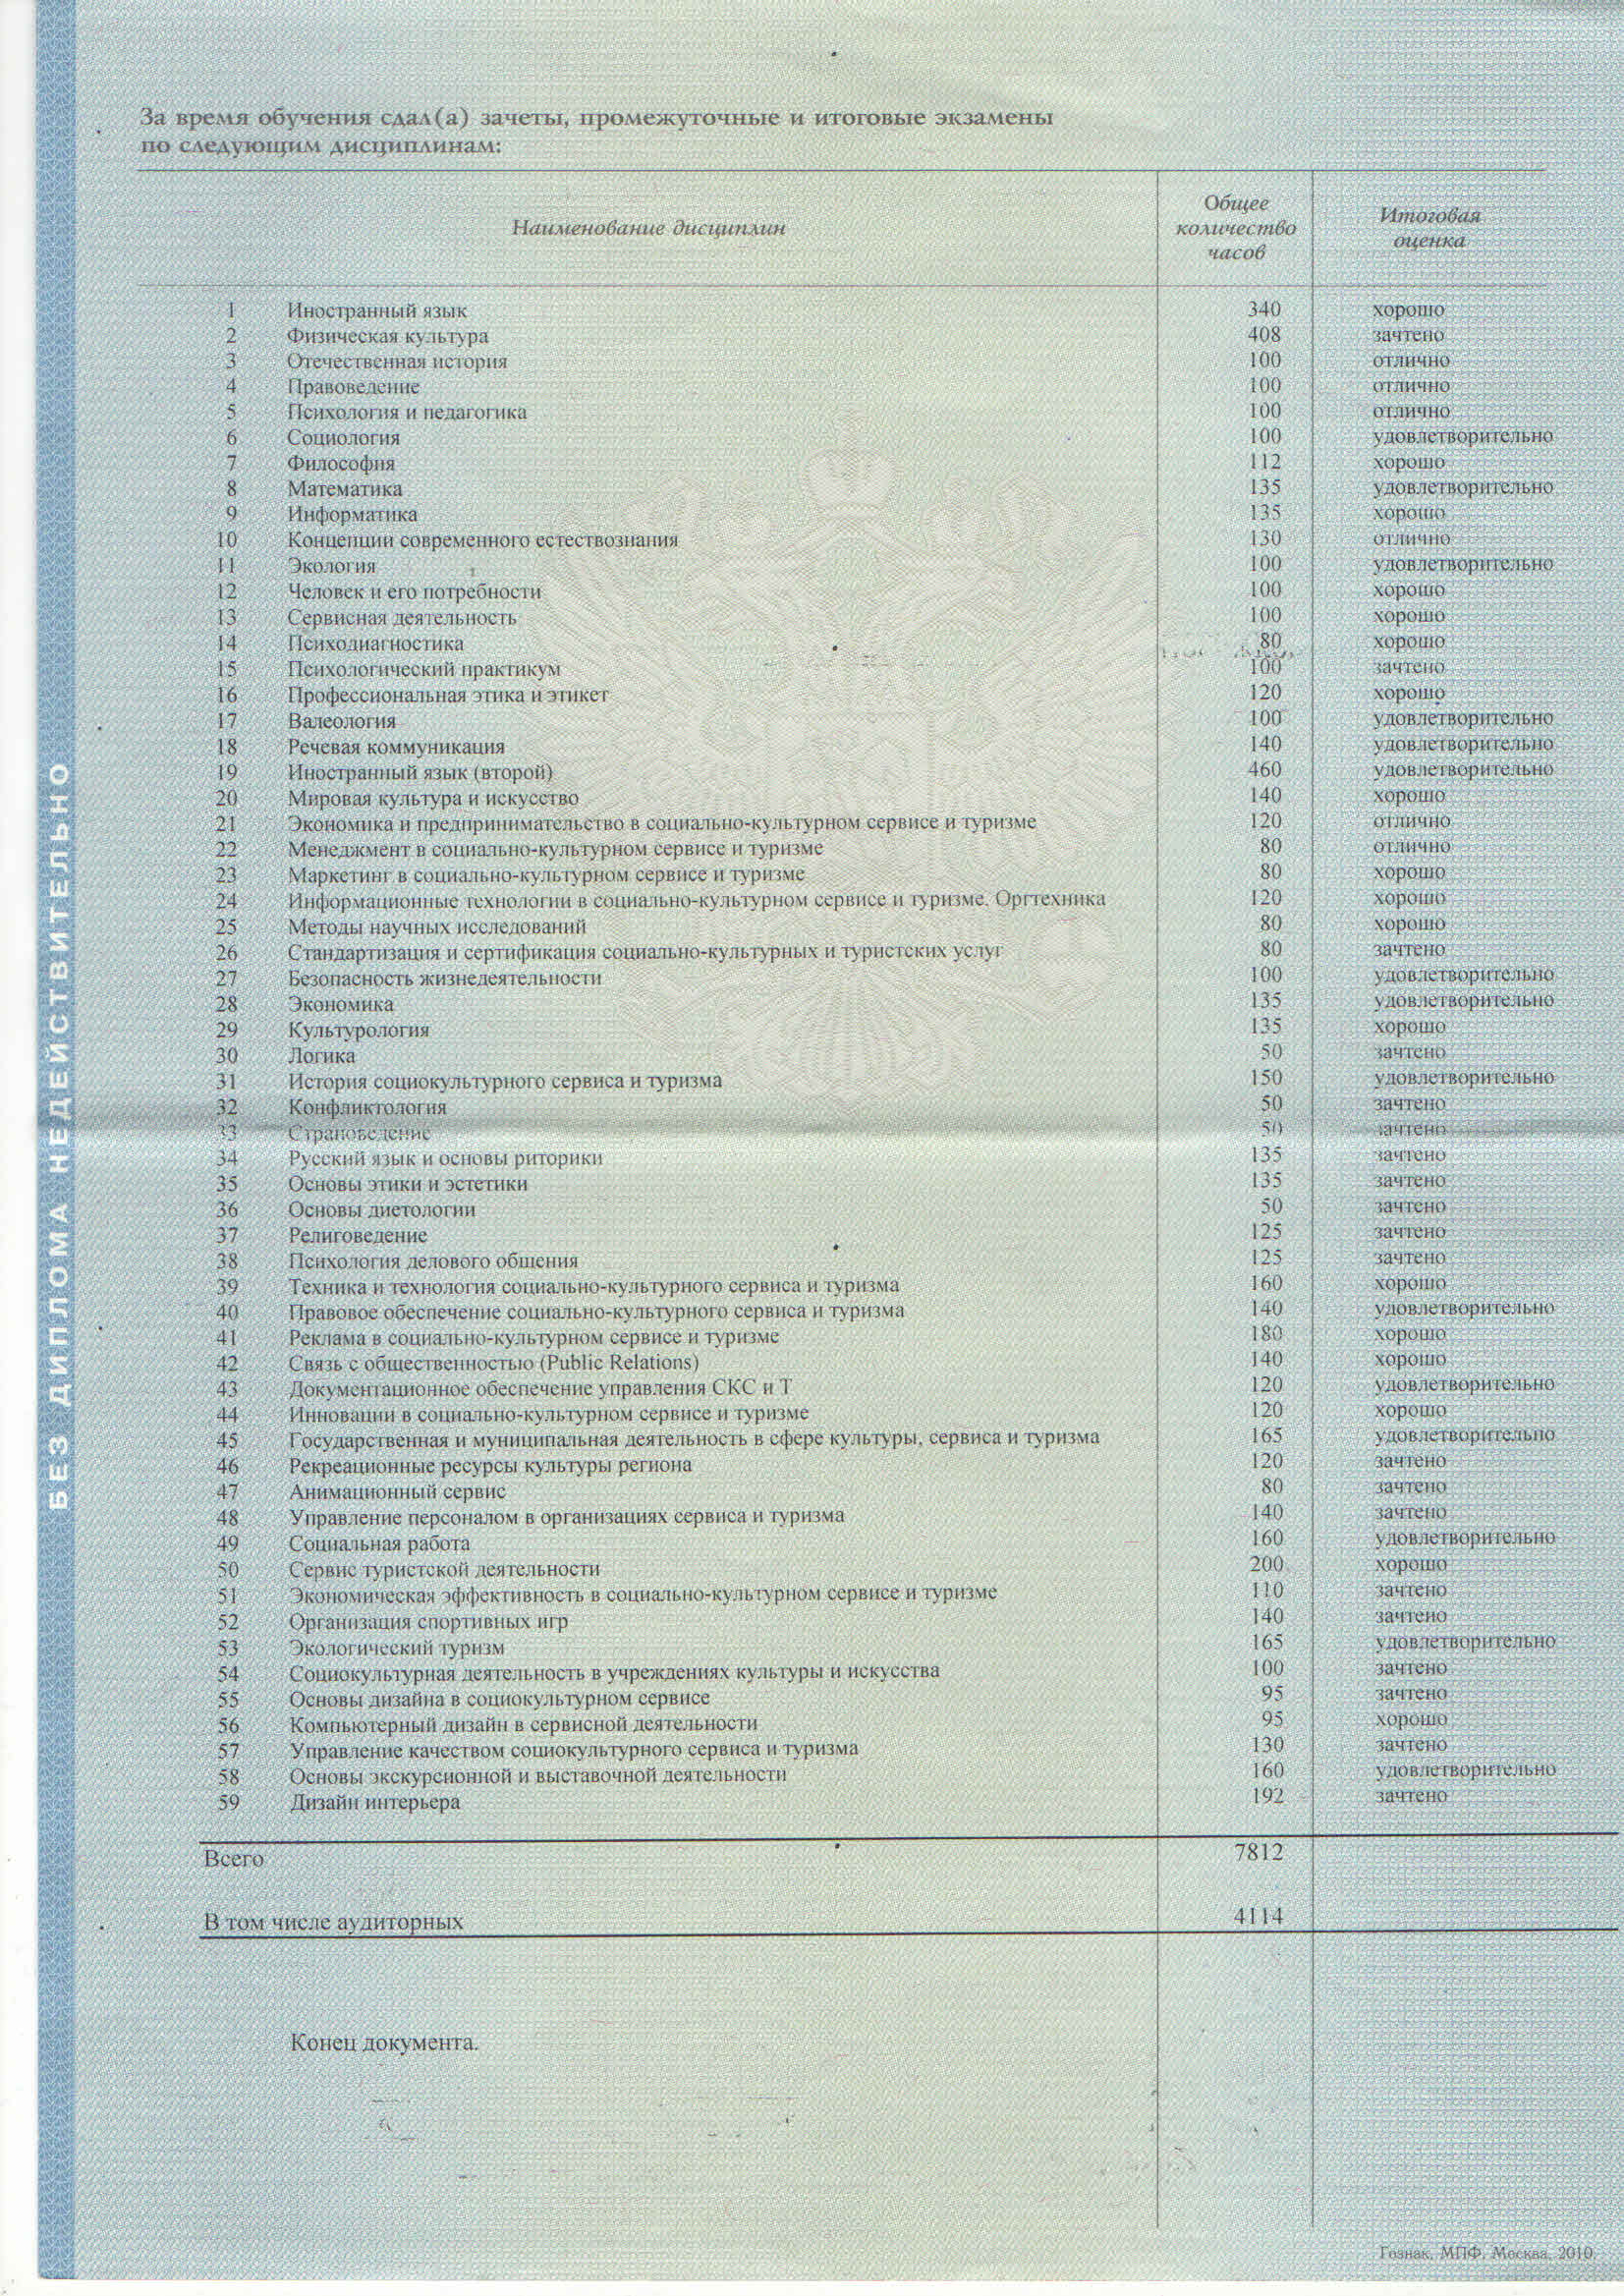 За время обучения сдал(а) зачеты, промежуточные и итоговые экзамены
по следующим дисциплинам:
Наименование дисциплин Общее количество часов Итоговая оценка
1 Иностранный язык 340 хорошо
2 Физическая культура 408 зачтено
3 Отечественная история 100 отлично
4 Правоведение 100 отлично
5 Психология и педагогика 100 отлично
6 Социология 100 удовлетворительно
7 Философия 112 хорошо
8 Математика 135 удовлетворительно
9 Информатика 135 хорошо
10 Концепции современного естествознания 130 отлично
11 Экология 100 удовлетворительно
12 Человек и его потребности 100 хорошо
13 Сервисная деятельность 100 хорошо
14 Психодиагностика 80 хорошо
15 Психологический практикум 100 зачтено
16 Профессиональная этика и этикет 120 хорошо
17 Валеология 100 удовлетворительно
18 Речевая коммуникация 140 удовлетворительно
19 Иностранный язык (второй) 460 удовлетворительно
20 Мировая культура и искусство 140 хорошо
21 Экономика и предпринимательство в социально-культурном сервисе и туризме 120 отлично
22 Менеджмент в социально-культурном сервисе и туризме 80 отлично
23 Маркетинг в социально-культурном сервисе и туризме 80 хорошо
24 Информационные технологии в социально-культурном сервисе и туризме. Оргтехника 120 хорошо
25 Методы научных исследований 80 хорошо
26 Стандартизация и сертификация социально-культурных и туристских услуг 80 зачтено
27 Безопасность жизнедеятельности 100 удовлетворительно
28 Экономика 135 удовлетворительно
29 Культурология 135 хорошо
30 Логика 50 зачтено
31 История социокультурного сервиса и туризма 150 удовлетворительно
32 Конфликтология 50 зачтено
33 Страноведение 50 зачтено
34 Русский язык и основы риторики 135 зачтено
35 Основы этики и эстетики 135 зачтено
36 Основы диетологии 50 зачтено
37 Религоведение 125 зачтено
38 Психология делового общения 125 зачтено
39 Техника и технология социально-культурного сервиса и туризма 160 хорошо
40 Правовое обеспечение социально-культурного сервиса и туризма 140 удовлетворительно
41 Реклама в социально-культурном сервисе и туризме 180 хорошо
42 Связь с общественностью (Public Relations) 140 хорошо
43 Документационное обеспечение управления СКС и Т 120 удовлетворительно
44 Инновации в социально-культурном сервисе и туризме 120 хорошо
45 Государственная и муниципальная деятельность в сфере культуры, сервиса и туризма 165 удовлетворительно
46 Рекреационные ресурсы культуры региона 120 зачтено
47 Анимационный сервис 80 зачтено
48 Управление персоналом в организациях сервиса и туризма 140 зачтено
49 Социальная работа 160 удовлетворительно
50 Сервис туристской деятельности 200 хорошо
51 Экономическая эффективность в социально-культурном сервисе и туризме 110 зачтено
52 Организация спортивных игр 140 зачтено
53 Экологический туризм 165 удовлетворительно
54 Социокультурная деятельность в учреждениях культуры и искусства 100 зачтено
55 Основы дизайна в социокультурном сервисе 95 зачтено
56 Компьютерный дизайн в сервисной деятельности 95 хорошо
57 Управление качеством социокультурного сервиса и туризма 130 зачтено
58 Основы экскурсионной и выставочной деятельности 160 удовлетворительно
59 Дизайн интерьера 192 зачтено
Всего 7812
В том числе аудиторных 4114
Конец документа.
БЕЗ ДИПЛОМА НЕДЕЙСТВИТЕЛЬНО
Гознак, МПФ, Москва, 2010.